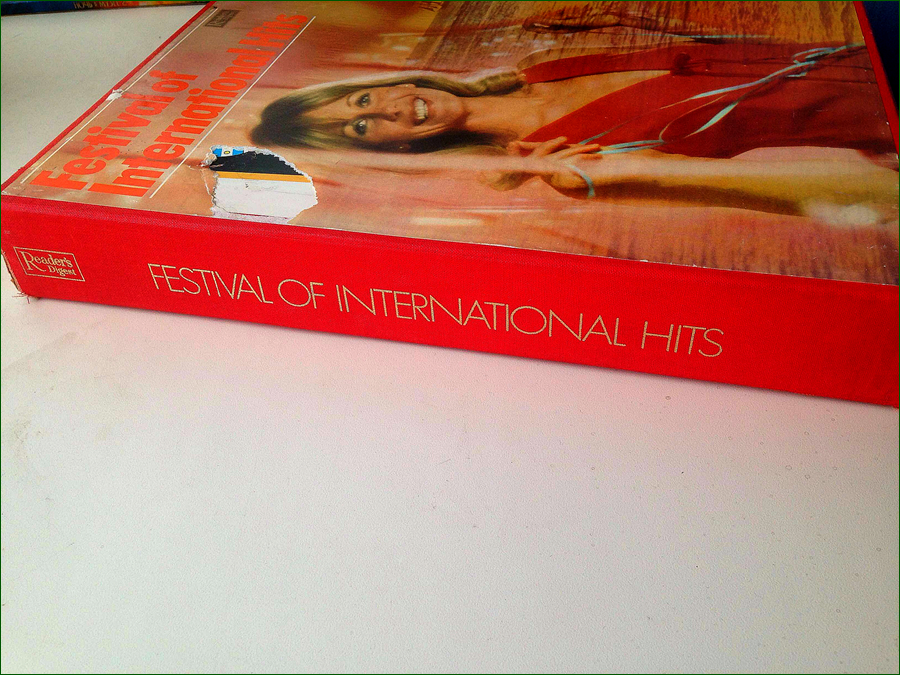 Festival of
International Hits
Reader's
Digest
FESTIVAL OF INTERNATIONAL HITS